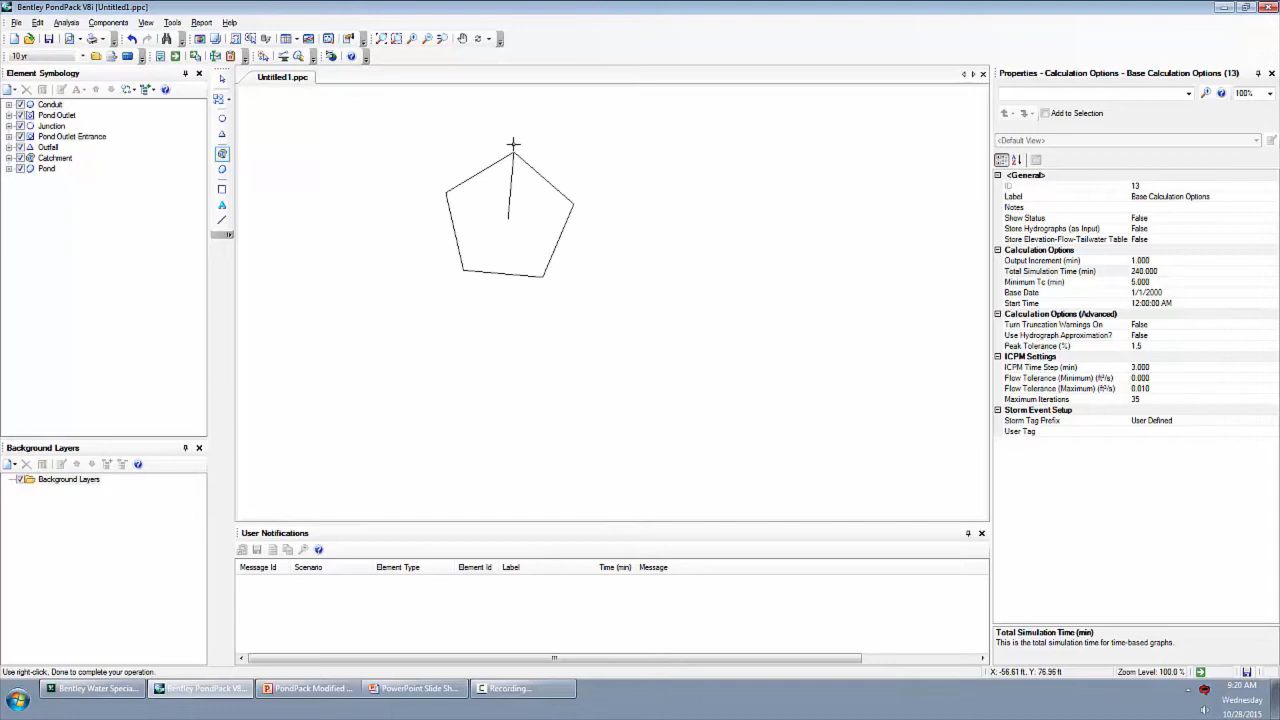 Bentley PondPack V8i [Untitled1.ppc]
File Edit Analysis Components View Tools Report Help
10 yr
Element Symbology
Conduit
Pond Outlet
Junction
Pond Outlet Entrance
Outfall
Catchment
Pond
Background Layers
Background Layers
Untitled1.ppc
User Notifications
Message Id Scenario Element Type Element Id Label Time (min) Message
Properties - Calculation Options - Base Calculation Options (13)
100%
Add to Selection
<Default View>
<General>
ID 13
Label Base Calculation Options
Notes
Show Status False
Store Hydrographs (as Input) False
Store Elevation-Flow-Tailwater Table False
Calculation Options
Output Increment (min) 1.000
Total Simulation Time (min) 240.000
Minimum Tc (min) 5.000
Base Date 1/1/2000
Start Time 12:00:00 AM
Calculation Options (Advanced)
Turn Truncation Warnings On False
Use Hydrograph Approximation? False
Peak Tolerance (%) 1.5
ICPM Settings
ICPM Time Step (min) 3.000
Flow Tolerance (Minimum) (ft³/s) 0.000
Flow Tolerance (Maximum) (ft³/s) 0.010
Maximum Iterations 35
Storm Event Setup
Storm Tag Prefix User Defined
User Tag
Total Simulation Time (min)
This is the total simulation time for time-based graphs.
Use right-click, Done to complete your operation.
X: -56.61 ft, Y: 76.96 ft Zoom Level: 100.0 %
Bentley Water Specia...
Bentley PondPack V8...
PondPack Modified ...
PowerPoint Slide Sh...
Recording...
9:20 AM
Wednesday
10/28/2015